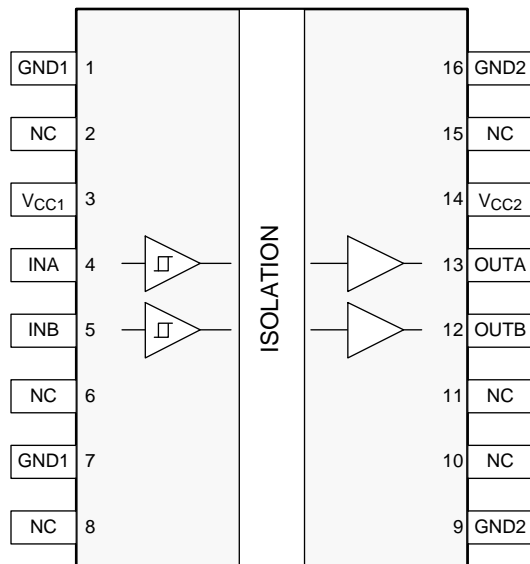 GND1 1 16 GND2
NC 2 15 NC
VCC1 3 14 VCC2
INA 4 13 OUTA
INB 5 12 OUTB
NC 6 11 NC
GND1 7 10 NC
NC 8 9 GND2
ISOLATION